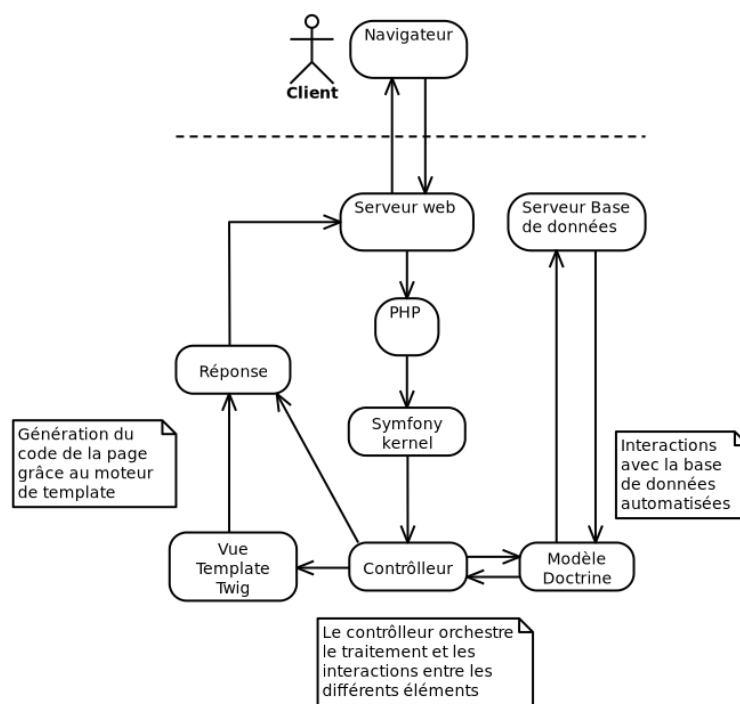 Navigateur
Client
Serveur web
Serveur Base
de données
PHP
Réponse
Symfony
kernel
Génération du
code de la page
grâce au moteur
de template
Interactions
avec la base
de données
automatisées
Vue
Template
Twig
Contrôlleur
Modèle
Doctrine
Le contrôlleur orchestre
le traitement et les
interactions entre les
différents éléments